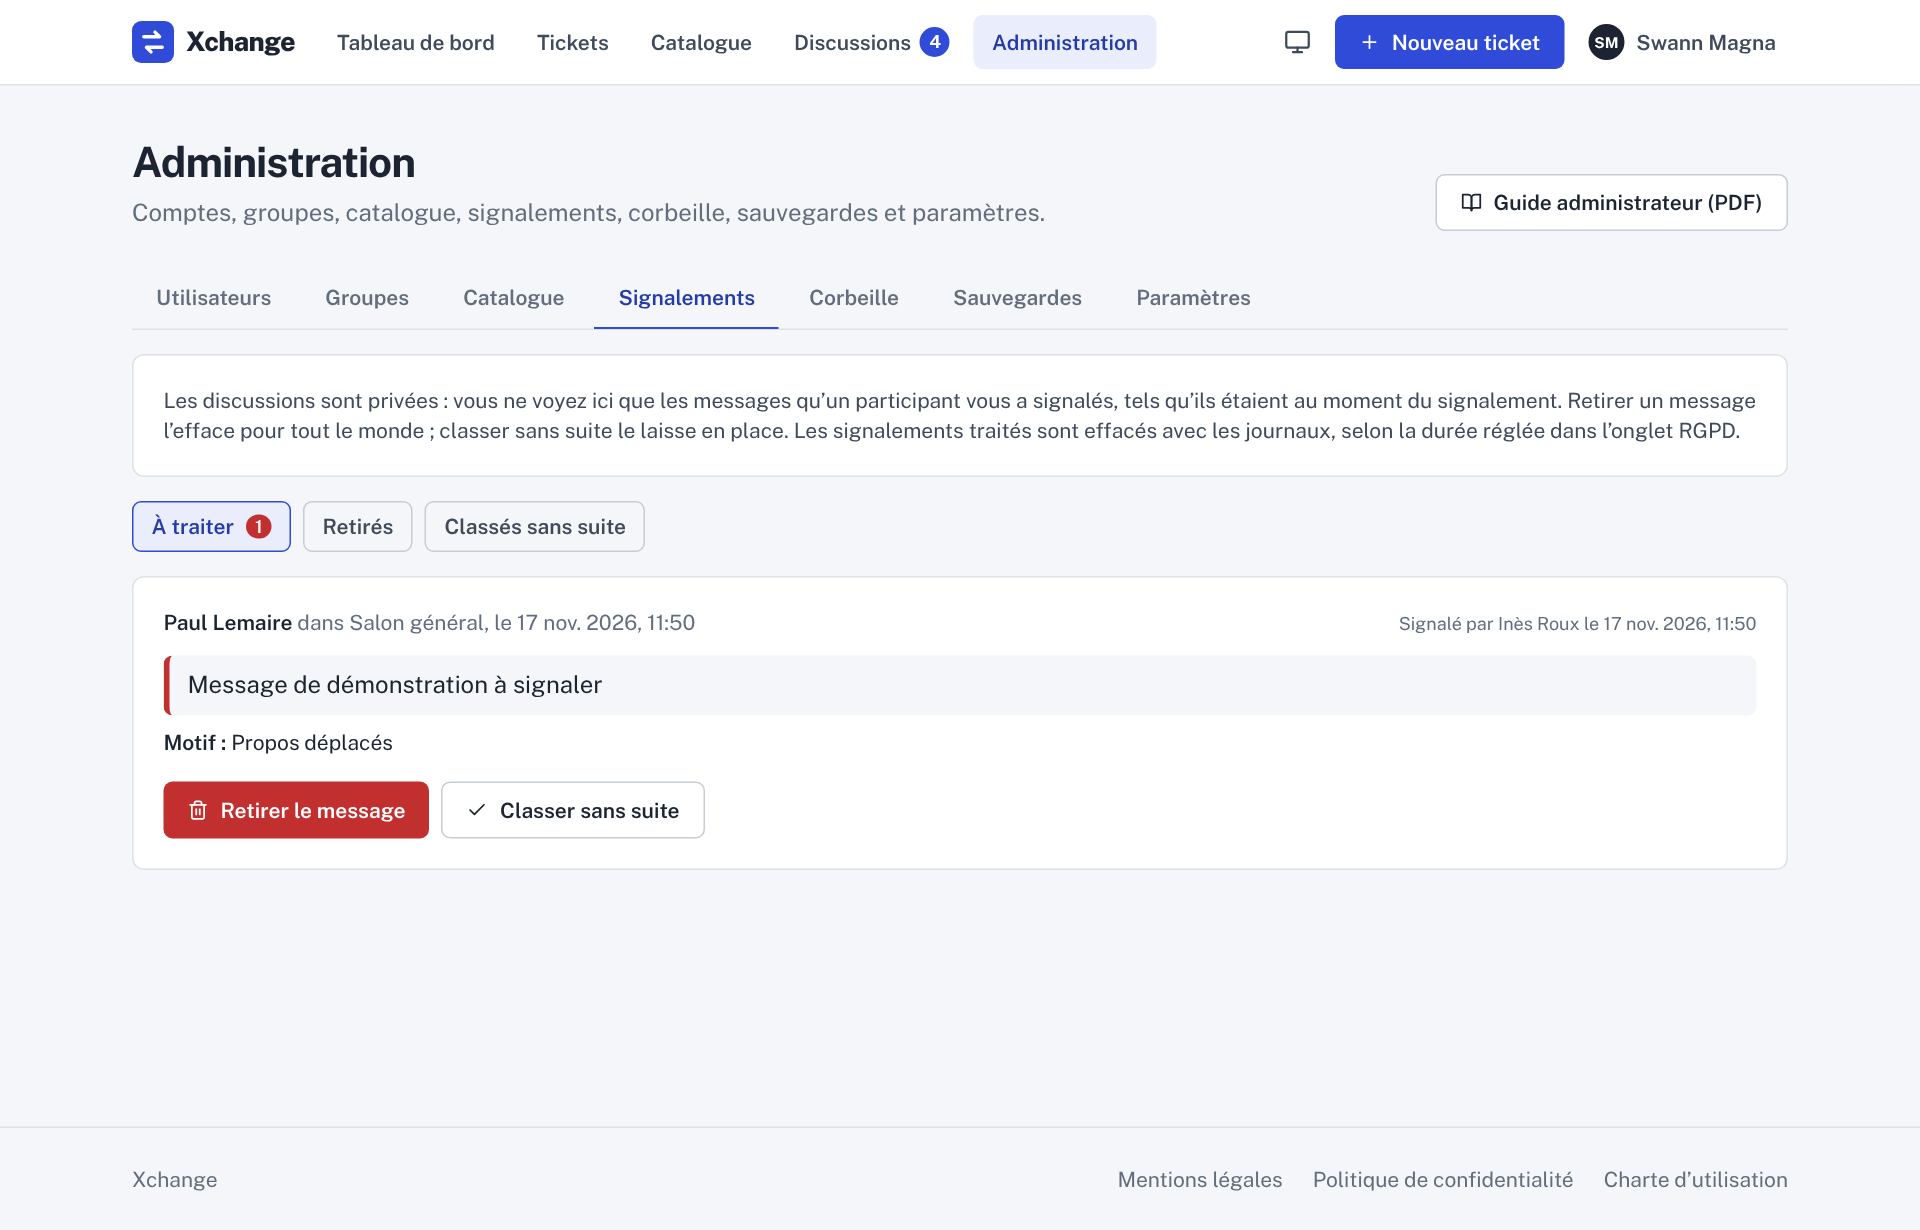 Xchange
Tableau de bord
Tickets
Catalogue
Discussions 4
Administration
Nouveau ticket
SM Swann Magna
Administration
Comptes, groupes, catalogue, signalements, corbeille, sauvegardes et paramètres.
Guide administrateur (PDF)
Utilisateurs
Groupes
Catalogue
Signalements
Corbeille
Sauvegardes
Paramètres
Les discussions sont privées : vous ne voyez ici que les messages qu’un participant vous a signalés, tels qu’ils étaient au moment du signalement. Retirer un message
l’efface pour tout le monde ; classer sans suite le laisse en place. Les signalements traités sont effacés avec les journaux, selon la durée réglée dans l’onglet RGPD.
À traiter 1
Retirés
Classés sans suite
Paul Lemaire dans Salon général, le 17 nov. 2026, 11:50
Signalé par Inès Roux le 17 nov. 2026, 11:50
Message de démonstration à signaler
Motif : Propos déplacés
Retirer le message
Classer sans suite
Xchange
Mentions légales
Politique de confidentialité
Charte d’utilisation